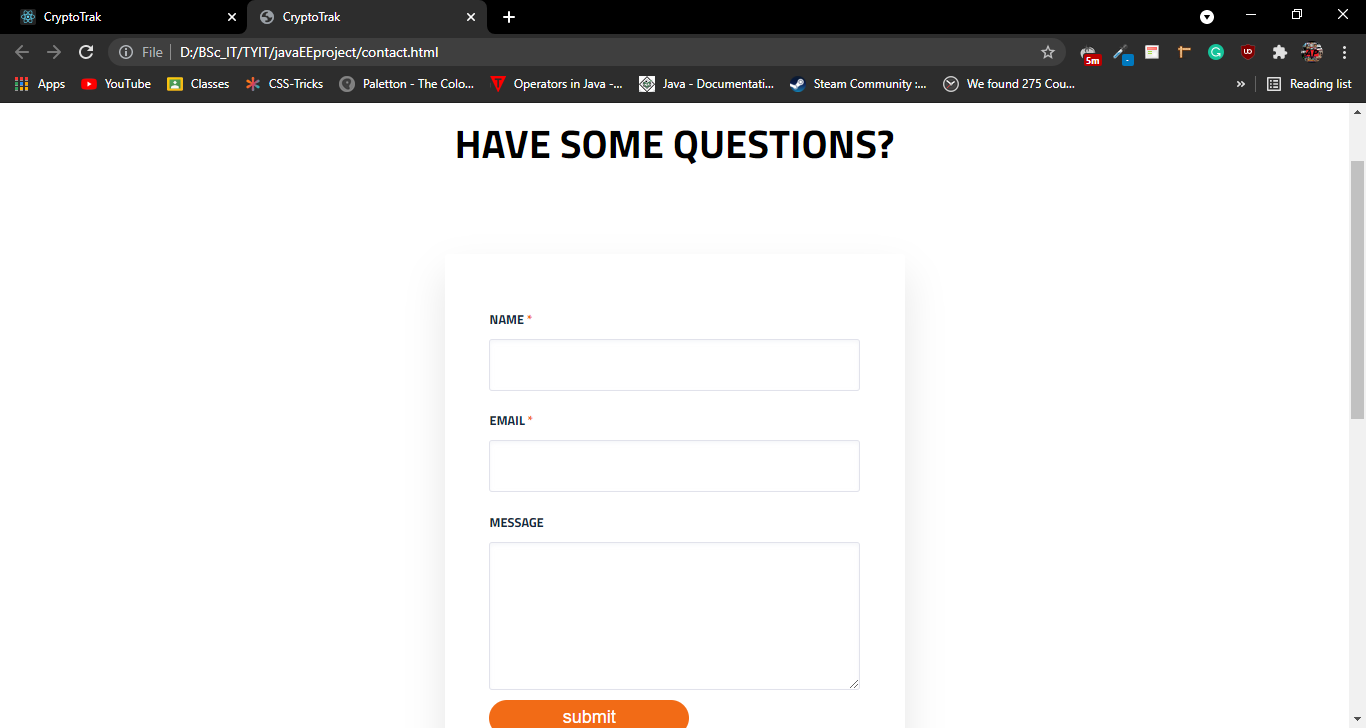 CryptoTrak CryptoTrak
File D:/BSc_IT/TYIT/javaEEproject/contact.html 5m
Apps YouTube Classes CSS-Tricks Paletton - The Colo... Operators in Java -... Java - Documentati... Steam Community :... We found 275 Cou... » Reading list
HAVE SOME QUESTIONS?
NAME *
EMAIL *
MESSAGE
submit